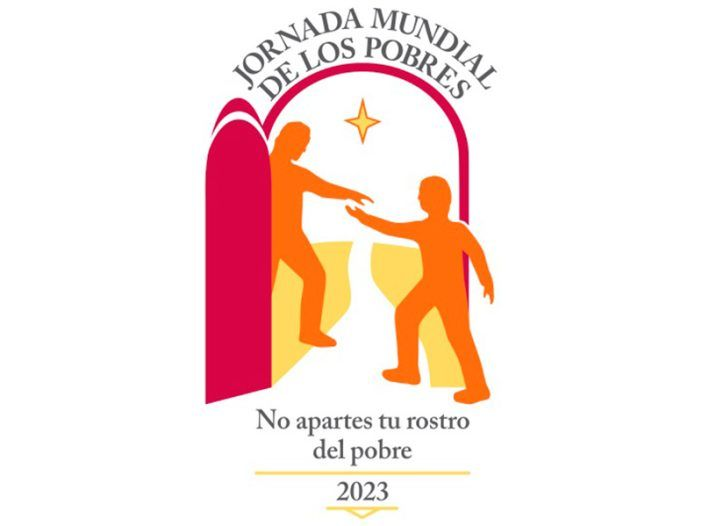 JORNADA MUNDIAL
DE LOS POBRES
No apartes tu rostro
del pobre
2023